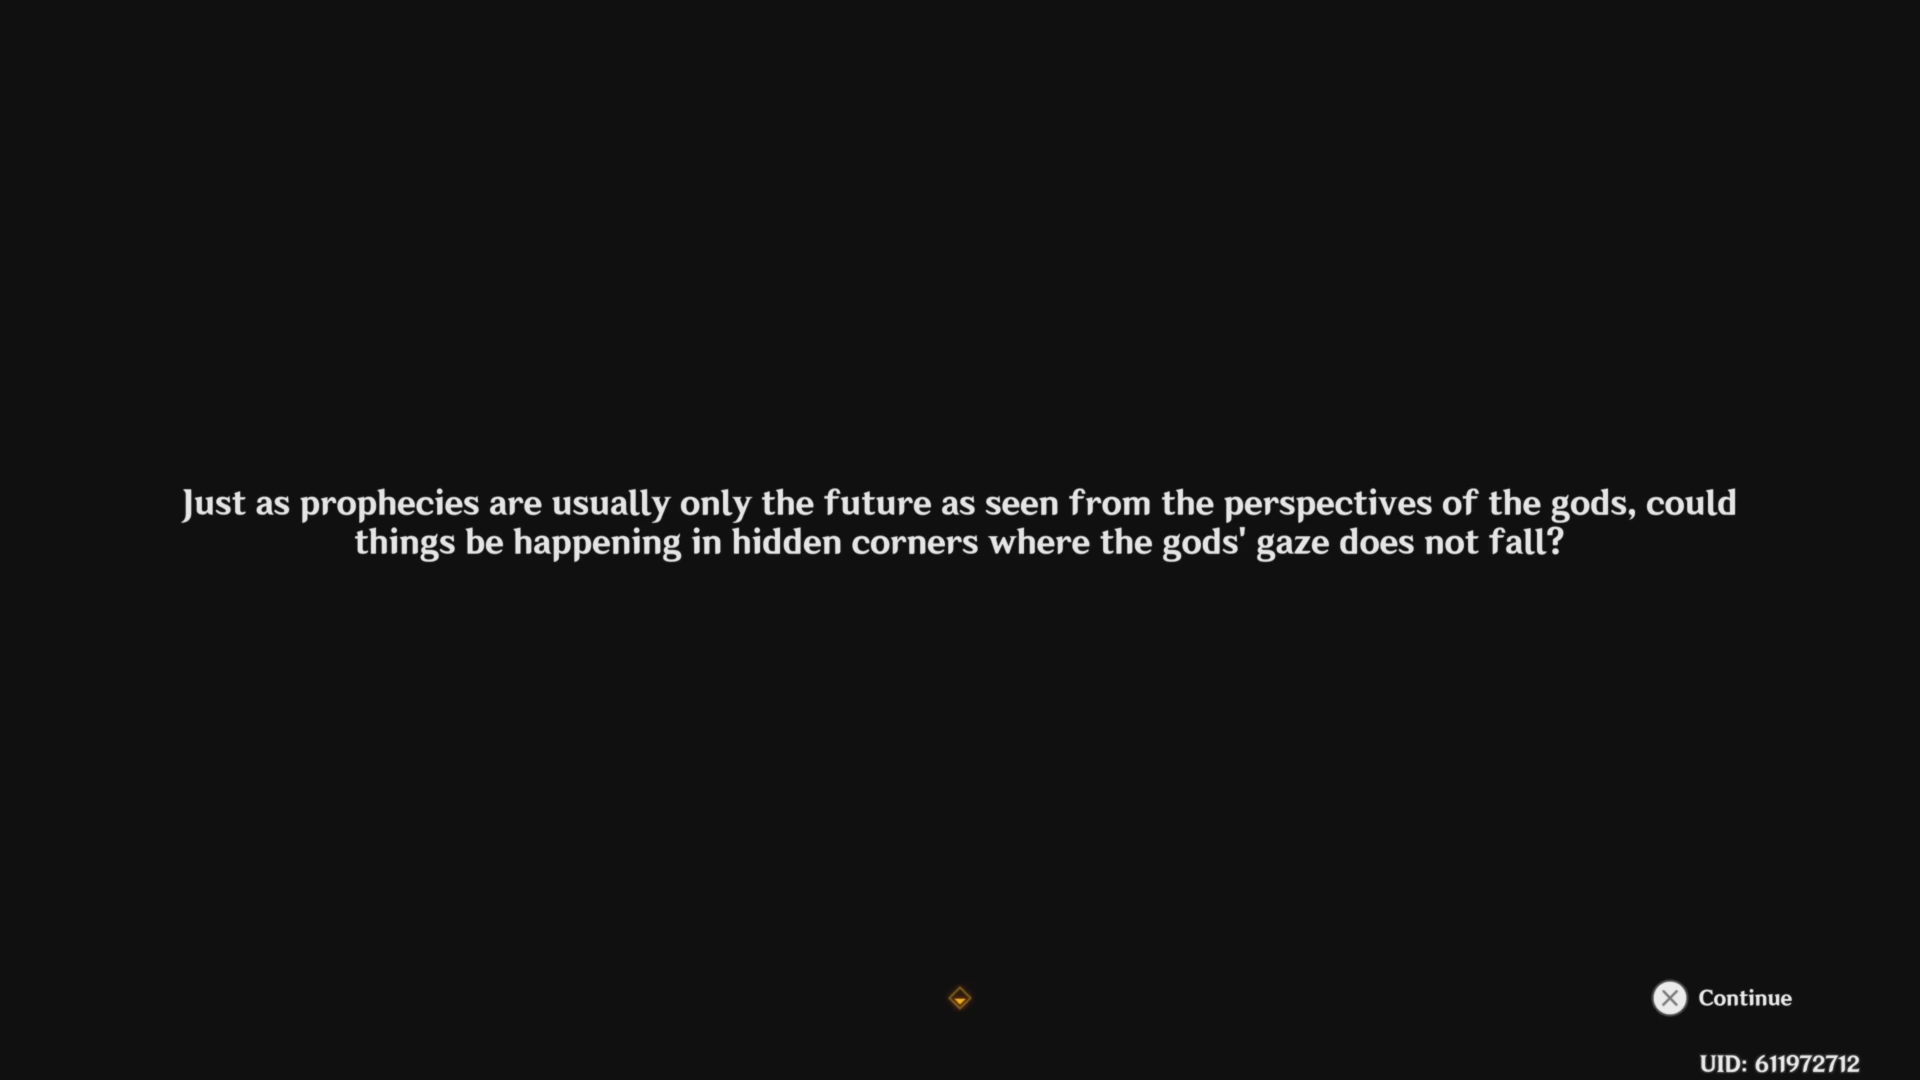 Just as prophecies are usually only the future as seen from the perspectives of the gods, could
things be happening in hidden corners where the gods' gaze does not fall?
Continue
UID: 611972712